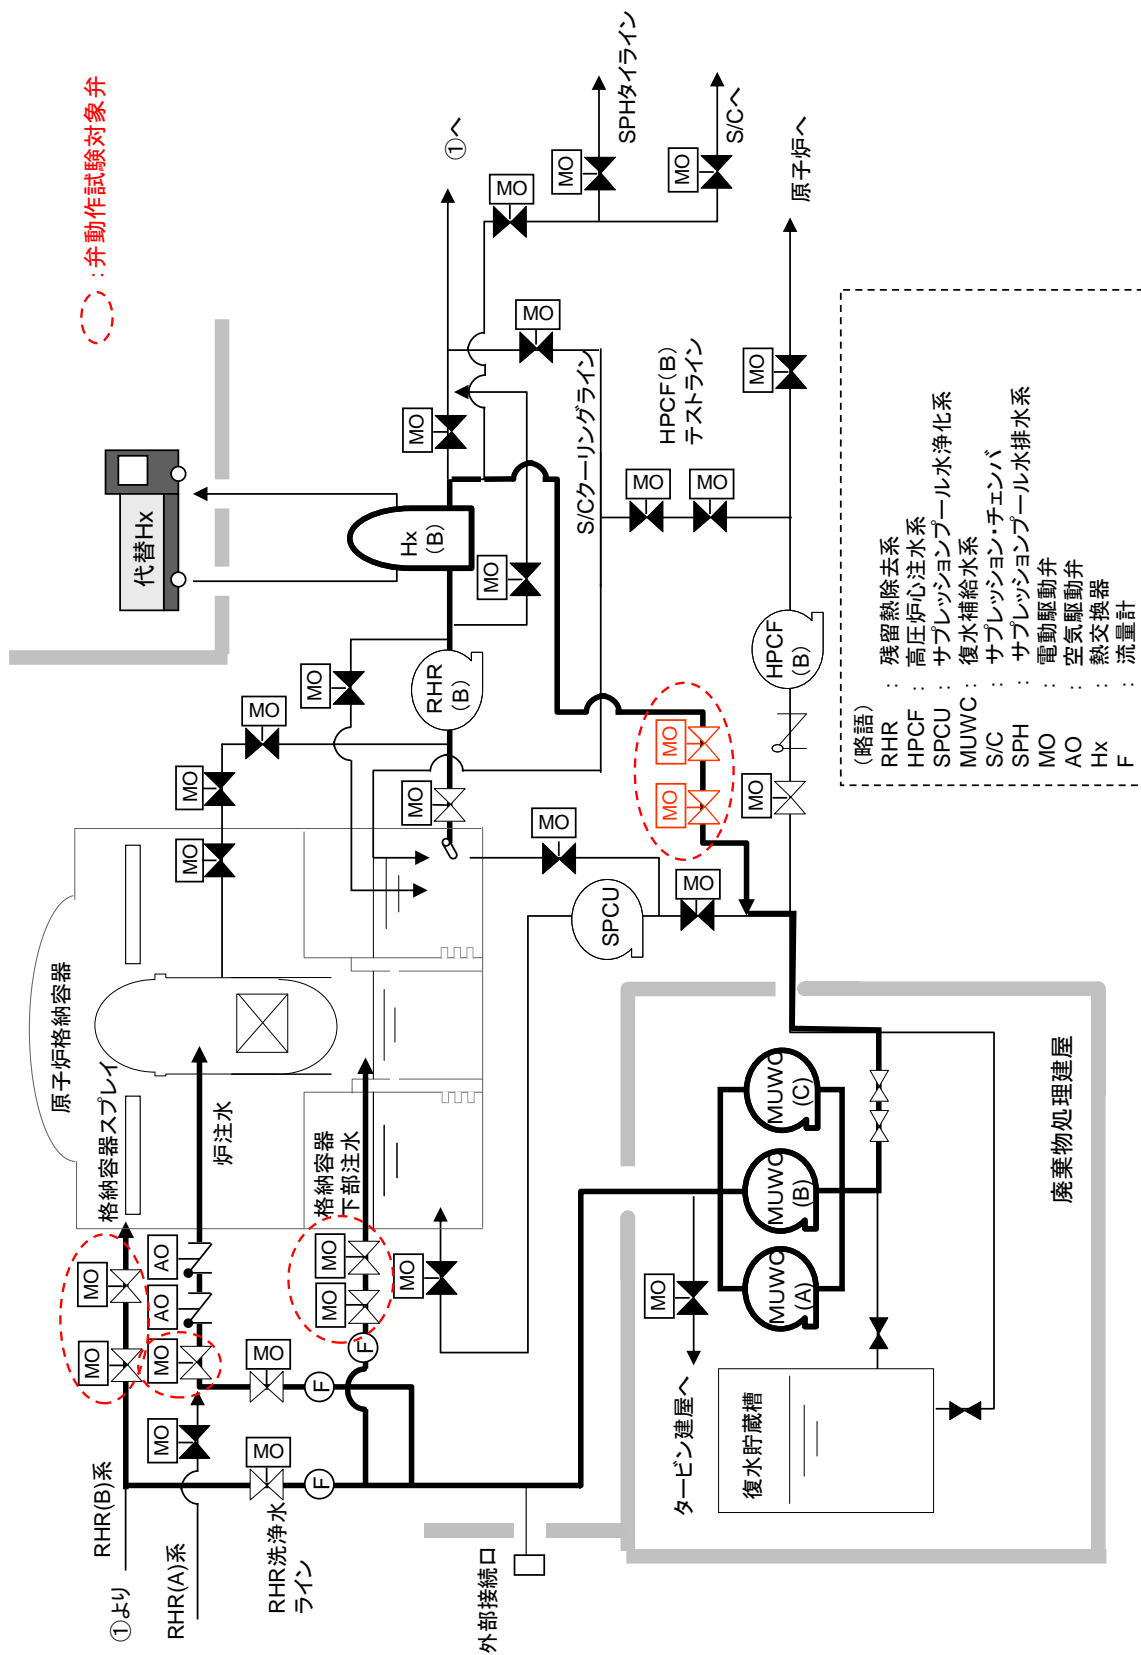 ：弁動作試験対象弁
代替Hx
①へ
SPHタイライン
S/Cへ
原子炉へ
MO
MO
MO
MO
MO
MO
Hx
(B)
S/Cクーリングライン
HPCF(B)
テストライン
MO
MO
MO
MO
RHR
(B)
HPCF
(B)
MO
MO
MO
MO
MO
MO
MO
MO
MO
MO
SPCU
原子炉格納容器
格納容器スプレイ
炉注水
格納容器
下部注水
MO
MO
AO
AO
MO
MO
MO
MO
MO
MO
MO
F
F
F
RHR(B)系
①より
RHR(A)系
RHR洗浄水
ライン
外部接続口
MO
タービン建屋へ
MUWC
(A)
MUWC
(B)
MUWC
(C)
復水貯蔵槽
廃棄物処理建屋
(略語)
RHR ： 残留熱除去系
HPCF ： 高圧炉心注水系
SPCU ： サプレッションプール水浄化系
MUWC ： 復水補給水系
S/C ： サプレッション・チェンバ
SPH ： サプレッションプール水排水系
MO ： 電動駆動弁
AO ： 空気駆動弁
Hx ： 熱交換器
F ： 流量計